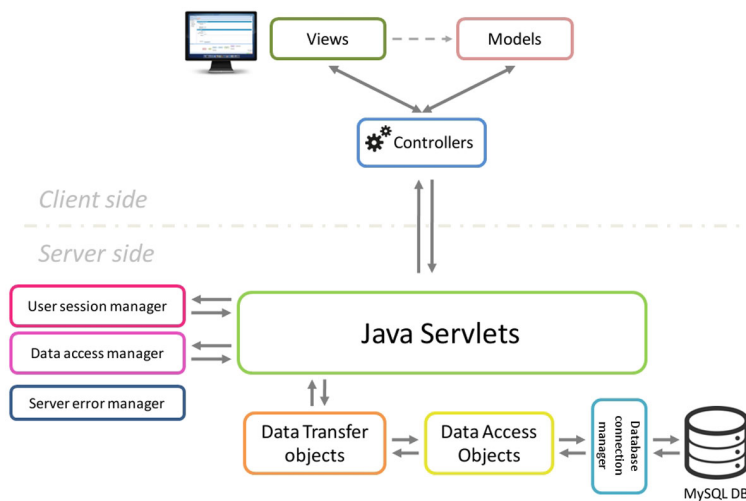 Views
Models
Controllers
Client side
Server side
User session manager
Java Servlets
Data access manager
Server error manager
Data Transfer
objects
Data Access
Objects
Database
connection
manager
MySQL DB